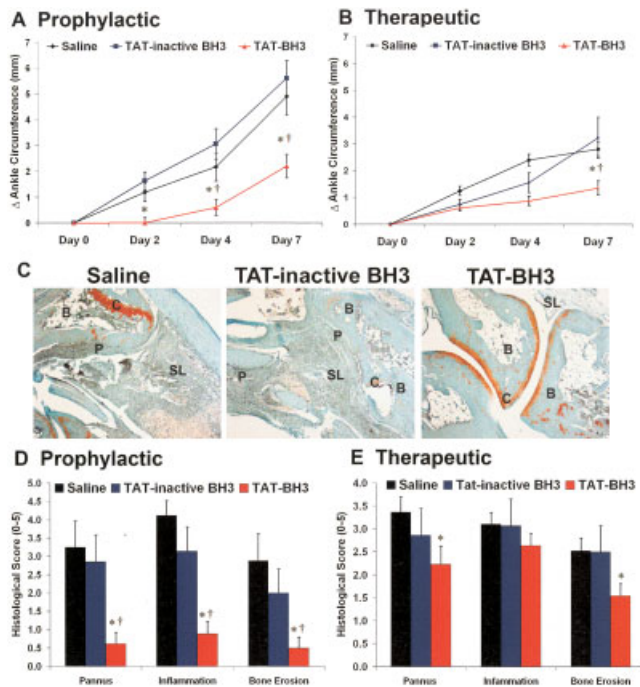 A Prophylactic
Saline TAT-inactive BH3 TAT-BH3
Δ Ankle Circumference (mm)
7
6
5
4
3
2
1
0
*
*†
*†
Day 0 Day 2 Day 4 Day 7
B Therapeutic
Saline TAT-inactive BH3 TAT-BH3
Δ Ankle Circumference (mm)
7
6
5
4
3
2
1
0
*†
Day 0 Day 2 Day 4 Day 7
C
Saline TAT-inactive BH3 TAT-BH3
B C P SL
B P SL C B
SL B C B
D Prophylactic
Saline TAT-inactive BH3 TAT-BH3
Histological Score (0-5)
5.0
4.5
4.0
3.5
3.0
2.5
2.0
1.5
1.0
0.5
0.0
*†
*†
*†
Pannus Inflammation Bone Erosion
E Therapeutic
Saline Tat-inactive BH3 TAT-BH3
Histological Score (0-5)
4.0
3.5
3.0
2.5
2.0
1.5
1.0
0.5
0.0
*
*
Pannus Inflammation Bone Erosion